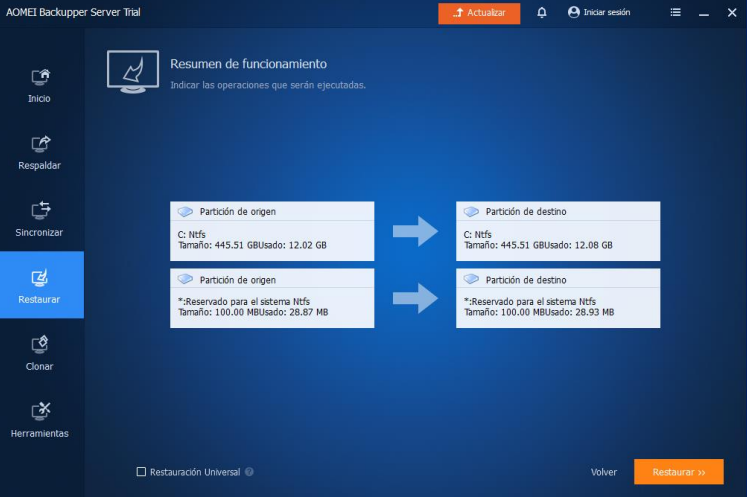 AOMEI Backupper Server Trial
Actualizar
Iniciar sesión
Inicio
Respaldar
Sincronizar
Restaurar
Clonar
Herramientas
Resumen de funcionamiento
Indicar las operaciones que serán ejecutadas.
Partición de origen
C: Ntfs
Tamaño: 445.51 GBUsado: 12.02 GB
Partición de destino
C: Ntfs
Tamaño: 445.51 GBUsado: 12.08 GB
Partición de origen
*:Reservado para el sistema Ntfs
Tamaño: 100.00 MBUsado: 28.87 MB
Partición de destino
*:Reservado para el sistema Ntfs
Tamaño: 100.00 MBUsado: 28.93 MB
Restauración Universal ?
Volver
Restaurar >>